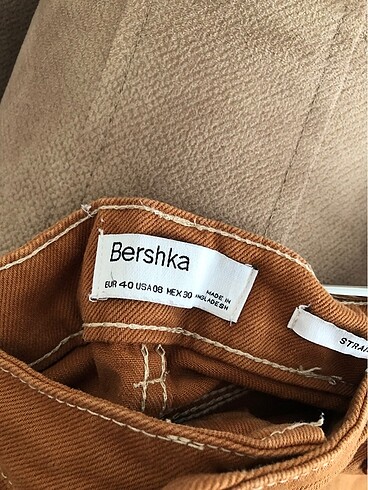 Bershka
EUR 40 USA 08 MEX 30
MADE IN
BANGLADESH
STRAI